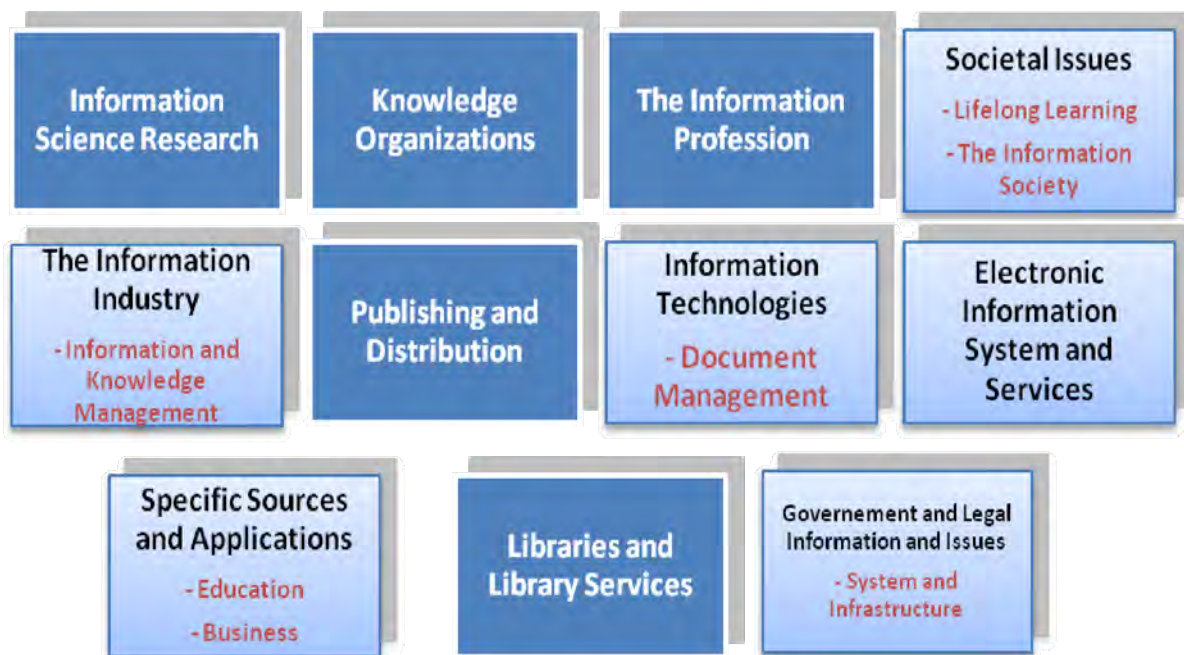 Information
Science Research
Knowledge
Organizations
The Information
Profession
Societal Issues
- Lifelong Learning
- The Information
Society
The Information
Industry
- Information and
Knowledge
Management
Publishing and
Distribution
Information
Technologies
- Document
Management
Electronic
Information
System and
Services
Specific Sources
and Applications
- Education
- Business
Libraries and
Library Services
Governement and Legal
Information and Issues
- System and
Infrastructure